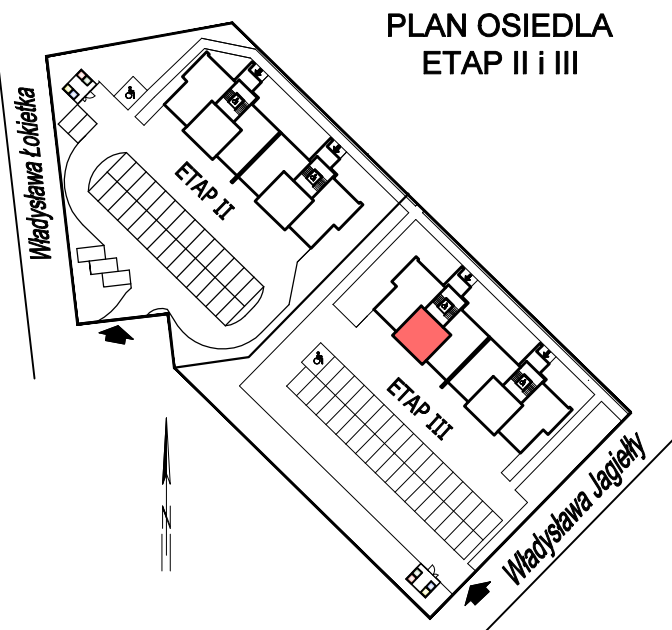 PLAN OSIEDLA
ETAP II i III
Władysława Łokietka
ETAP II
ETAP III
Władysława Jagiełły
N